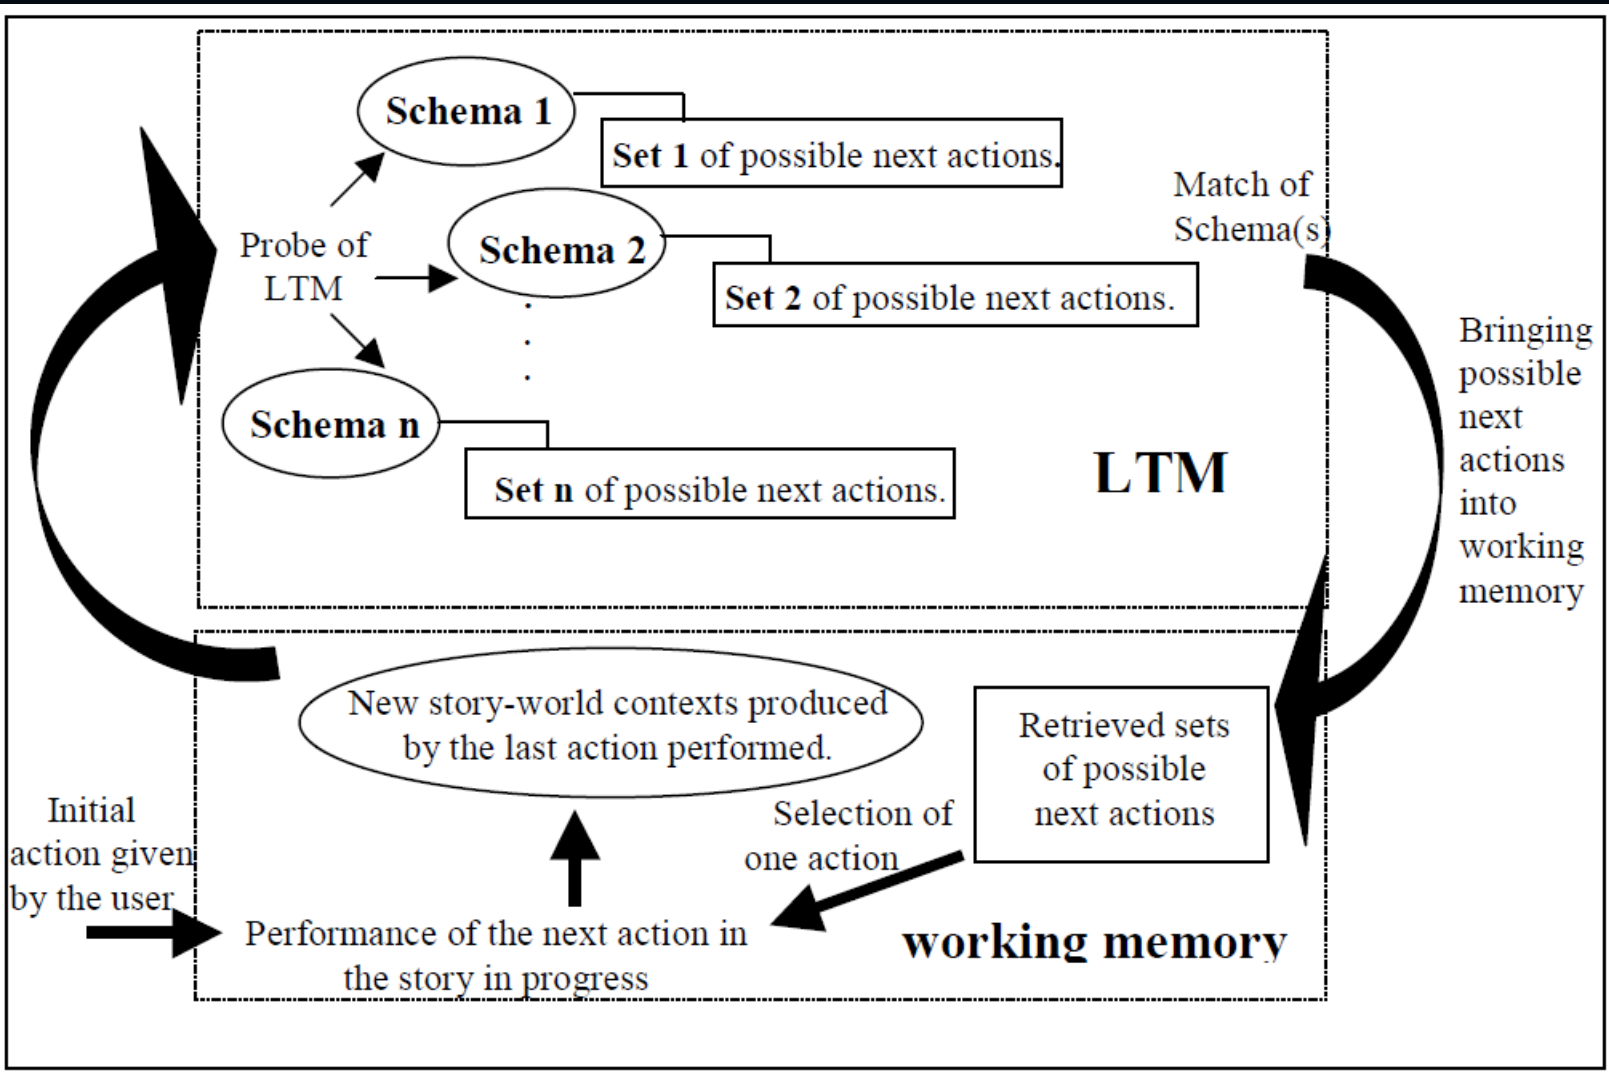 Schema 1
Set 1 of possible next actions.
Match of
Schema(s)
Probe of
LTM
Schema 2
Set 2 of possible next actions.
.
.
.
Schema n
Set n of possible next actions.
LTM
Bringing
possible
next
actions
into
working
memory
New story-world contexts produced
by the last action performed.
Retrieved sets
of possible
next actions
Selection of
one action
Initial
action given
by the user
Performance of the next action in
the story in progress
working memory